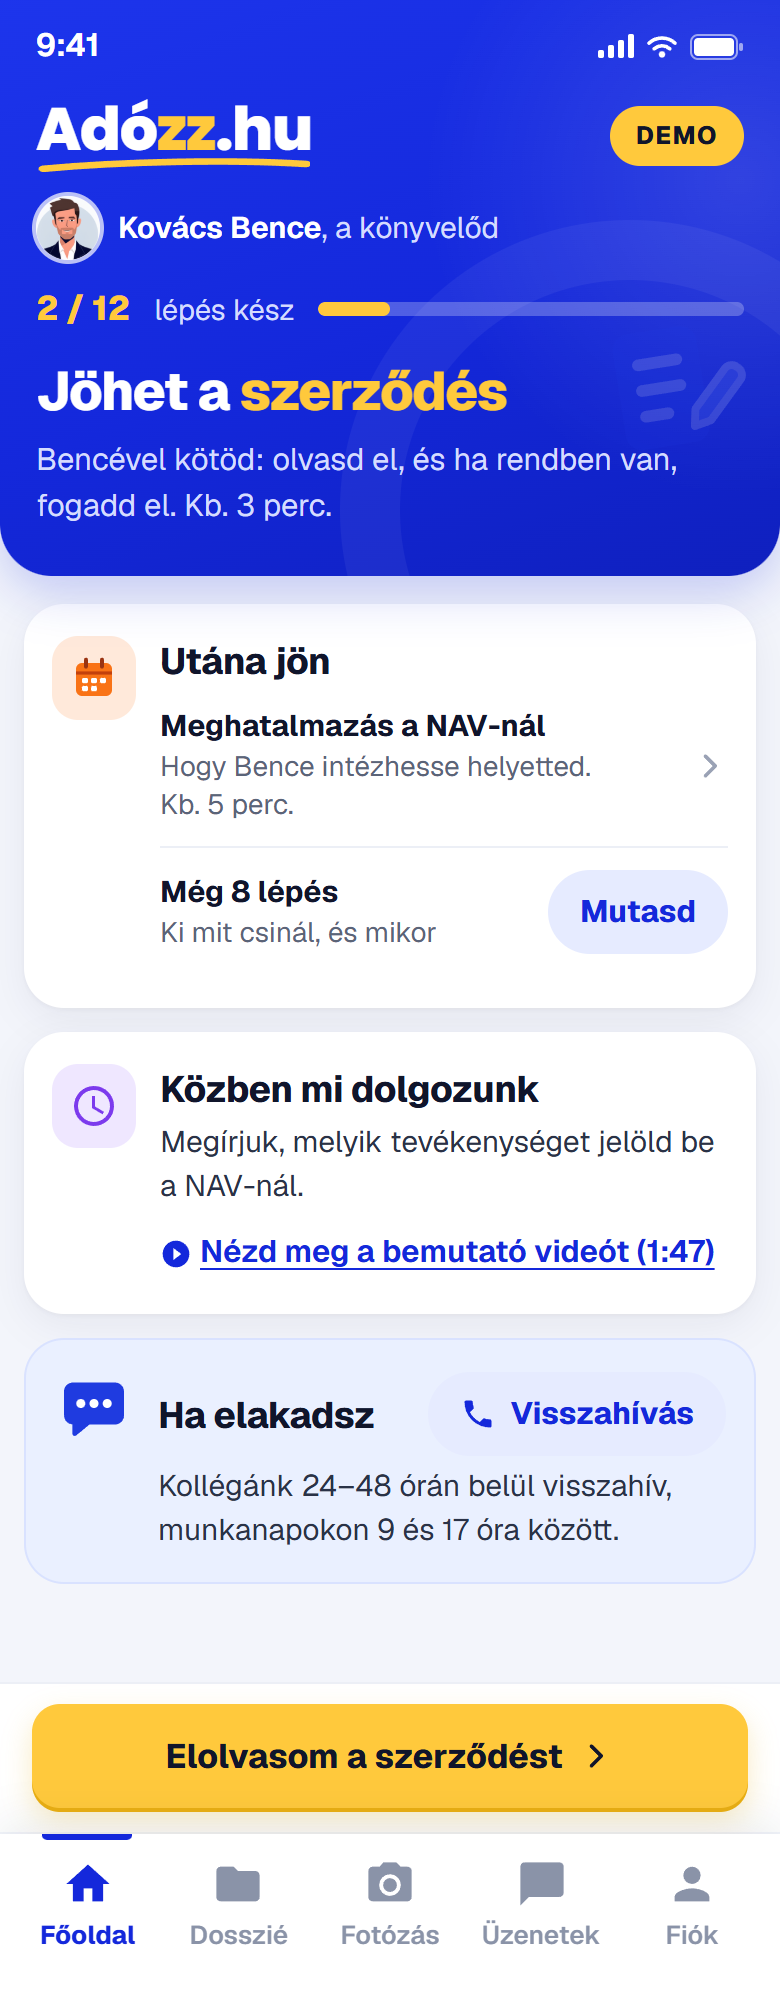 9:41
Adózz.hu
DEMO
Kovács Bence, a könyvelőd
2 / 12 lépés kész
Jöhet a szerződés
Bencével kötöd: olvasd el, és ha rendben van,
fogadd el. Kb. 3 perc.
Utána jön
Meghatalmazás a NAV-nál
Hogy Bence intézhesse helyetted.
Kb. 5 perc.
Még 8 lépés
Ki mit csinál, és mikor
Mutasd
Közben mi dolgozunk
Megírjuk, melyik tevékenységet jelöld be
a NAV-nál.
Nézd meg a bemutató videót (1:47)
Ha elakadsz
Visszahívás
Kollégánk 24–48 órán belül visszahív,
munkanapokon 9 és 17 óra között.
Elolvasom a szerződést
Főoldal
Dosszié
Fotózás
Üzenetek
Fiók